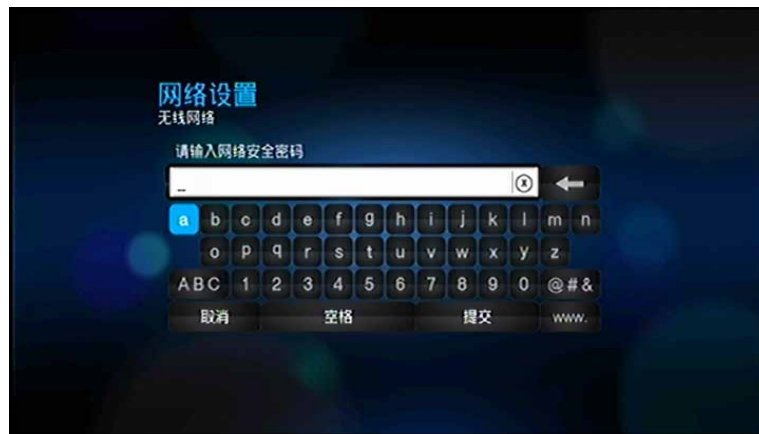 网络设置
无线网络
请输入网络安全密码
_
a b c d e f g h i j k l m n
o p q r s t u v w x y z
ABC 1 2 3 4 5 6 7 8 9 0 @#&
取消 空格 提交 www.